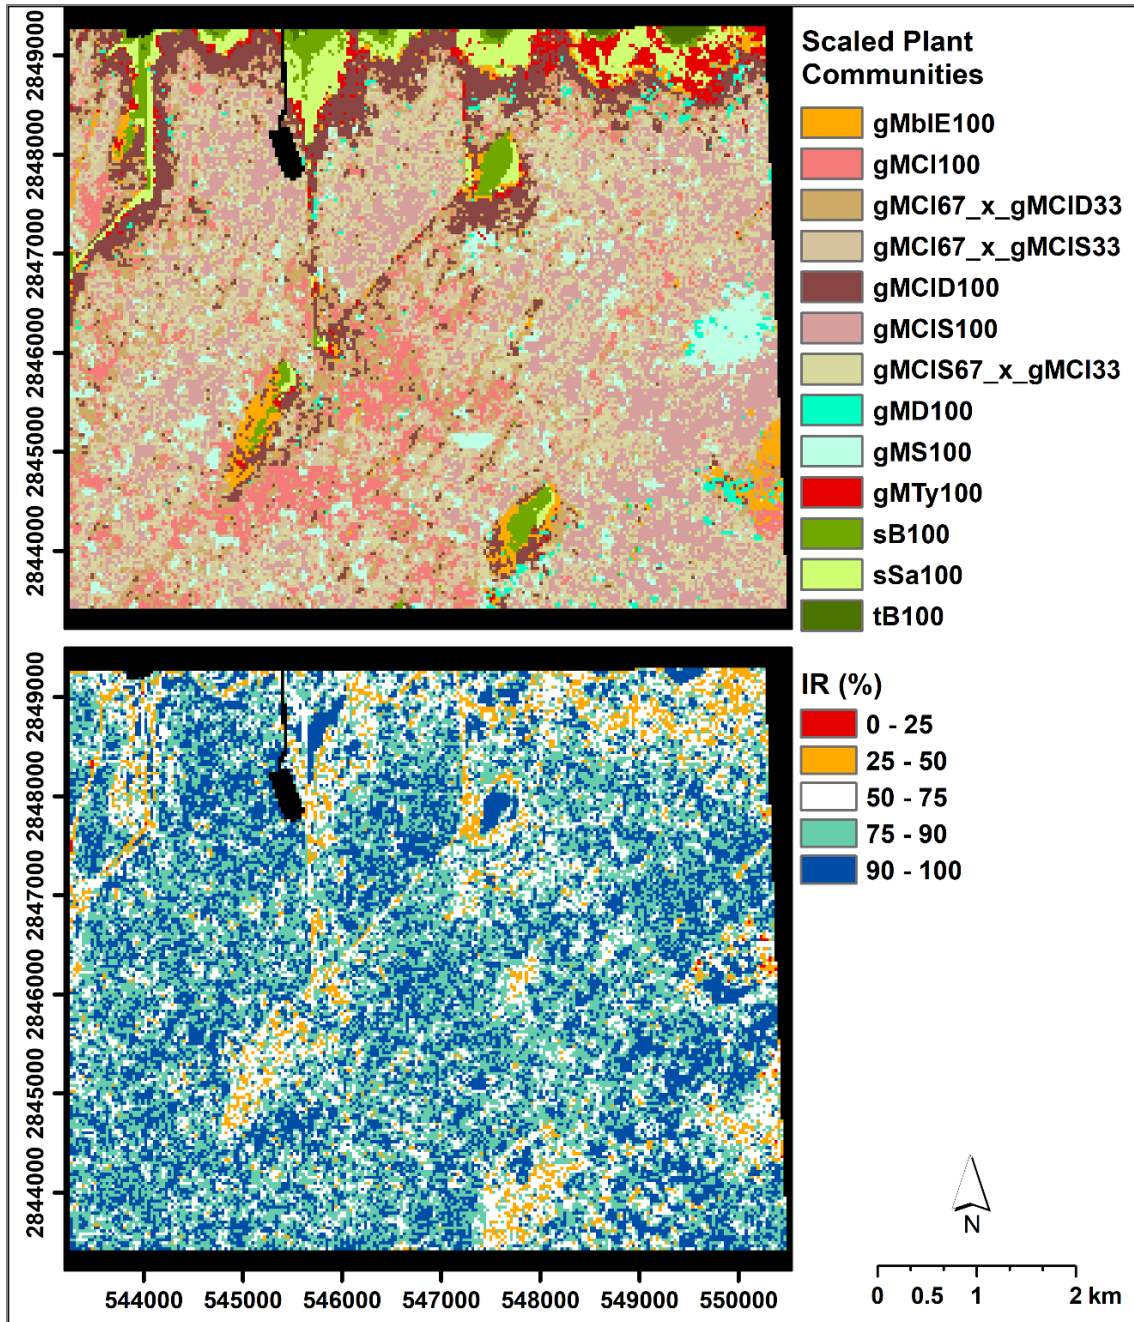 2849000
2848000
2847000
2846000
2845000
2844000
Scaled Plant
Communities
gMblE100
gMCl100
gMCl67_x_gMClD33
gMCl67_x_gMClS33
gMClD100
gMClS100
gMClS67_x_gMCl33
gMD100
gMS100
gMTy100
sB100
sSa100
tB100
2849000
2848000
2847000
2846000
2845000
2844000
IR (%)
0 - 25
25 - 50
50 - 75
75 - 90
90 - 100
N
544000 545000 546000 547000 548000 549000 550000
0 0.5 1 2 km